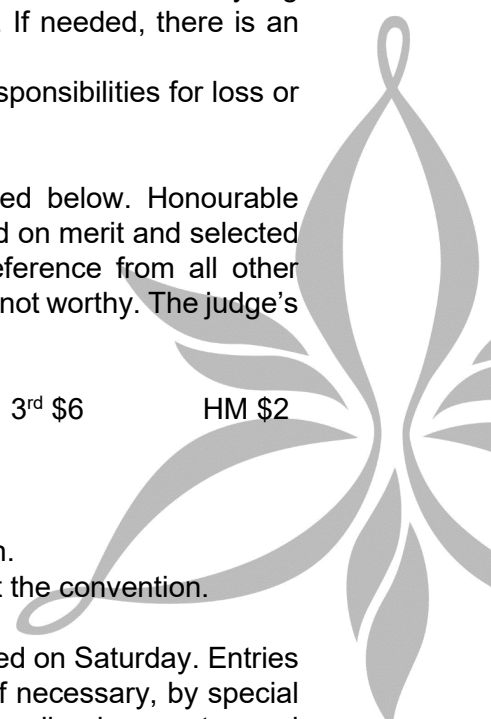 . If needed, there is an
sponsibilities for loss or
ed below. Honourable
d on merit and selected
eference from all other
not worthy. The judge's
3rd $6 HM $2
n.
t the convention.
ed on Saturday. Entries
f necessary, by special